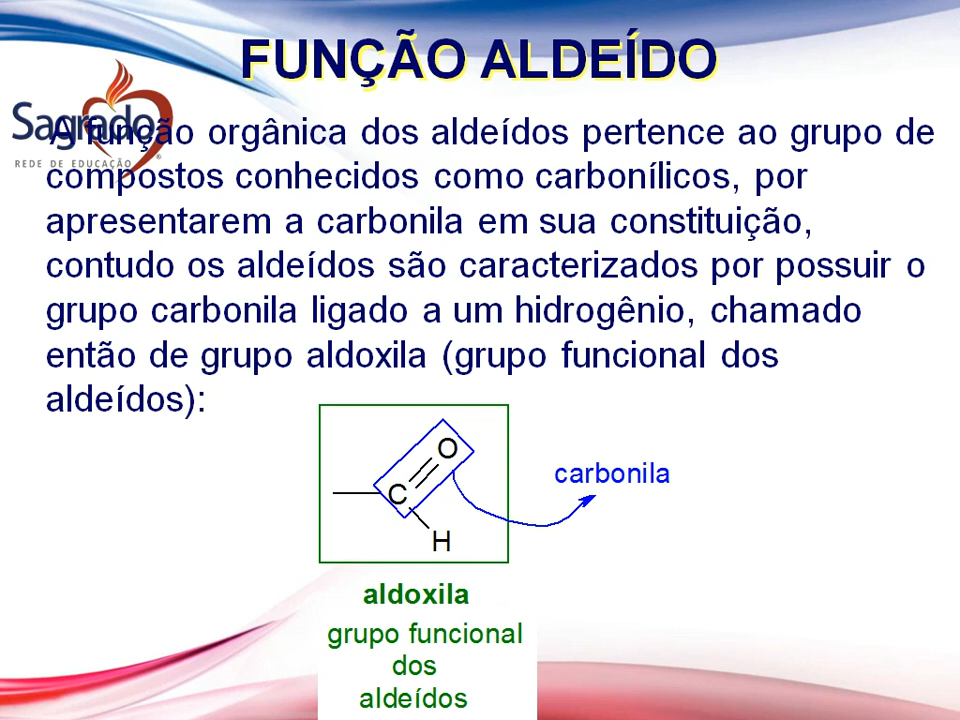 FUNÇÃO ALDEÍDO
Sagrado
REDE DE EDUCAÇÃO
A função orgânica dos aldeídos pertence ao grupo de
compostos conhecidos como carbonílicos, por
apresentarem a carbonila em sua constituição,
contudo os aldeídos são caracterizados por possuir o
grupo carbonila ligado a um hidrogênio, chamado
então de grupo aldoxila (grupo funcional dos
aldeídos):
O
carbonila
C
H
aldoxila
grupo funcional
dos
aldeídos